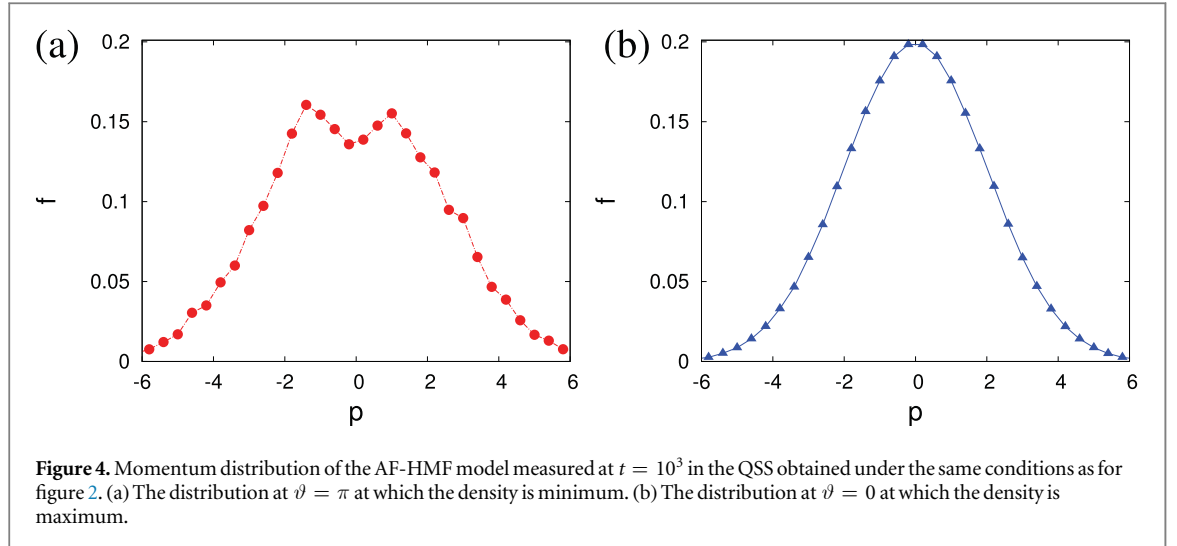 (a)
0.2
0.15
0.1
0.05
0
f
-6 -4 -2 0 2 4 6
p
(b)
0.2
0.15
0.1
0.05
0
f
-6 -4 -2 0 2 4 6
p
Figure 4. Momentum distribution of the AF-HMF model measured at t = 10³ in the QSS obtained under the same conditions as for
figure 2. (a) The distribution at ϑ = π at which the density is minimum. (b) The distribution at ϑ = 0 at which the density is
maximum.